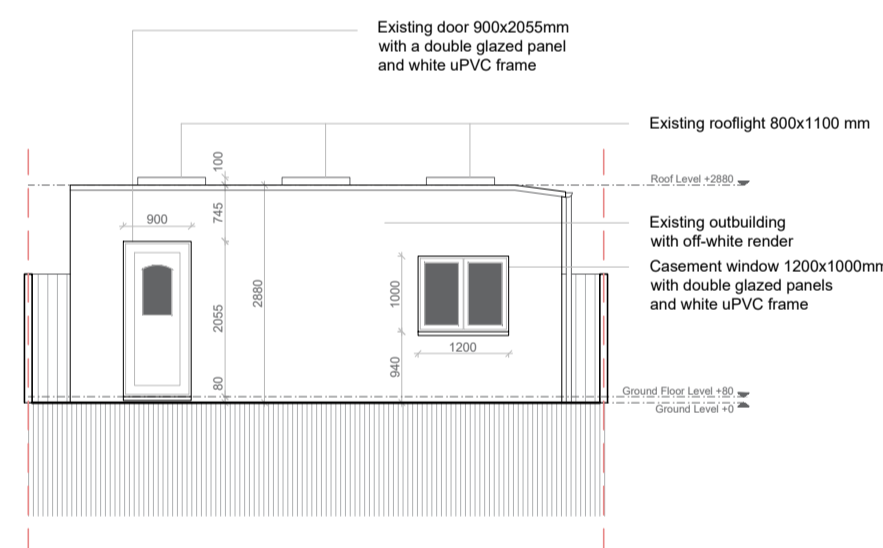 Existing door 900x2055mm
with a double glazed panel
and white uPVC frame
Existing rooflight 800x1100 mm
100
Roof Level +2880
900
745
Existing outbuilding
with off-white render
Casement window 1200x1000mm
with double glazed panels
and white uPVC frame
2880
1000
2055
1200
940
80
Ground Floor Level +80
Ground Level +0